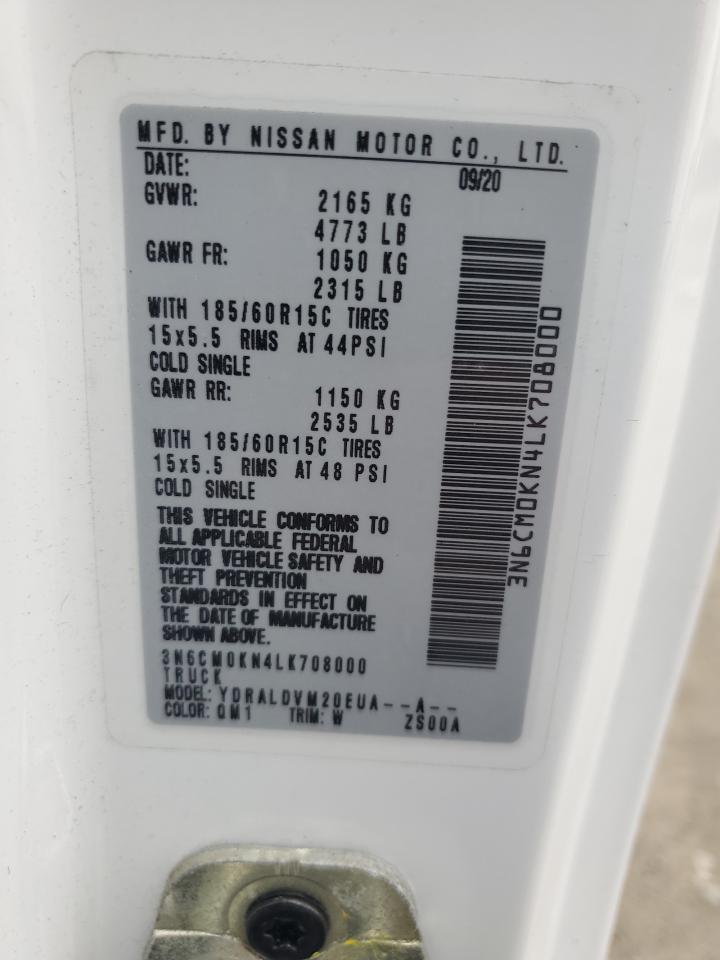 MFD. BY NISSAN MOTOR CO., LTD.
DATE: 09/20
GVWR: 2165 KG
4773 LB
GAWR FR: 1050 KG
2315 LB
WITH 185/60R15C TIRES
15x5.5 RIMS AT 44PSI
COLD SINGLE
GAWR RR: 1150 KG
2535 LB
WITH 185/60R15C TIRES
15x5.5 RIMS AT 48 PSI
COLD SINGLE
THIS VEHICLE CONFORMS TO
ALL APPLICABLE FEDERAL
MOTOR VEHICLE SAFETY AND
THEFT PREVENTION
STANDARDS IN EFFECT ON
THE DATE OF MANUFACTURE
SHOWN ABOVE.
3N6CM0KN4LK708000
TRUCK
MODEL: YDRALDVM20EUA--A--
COLOR: QM1 TRIM: W ZS00A
3N6CM0KN4LK708000